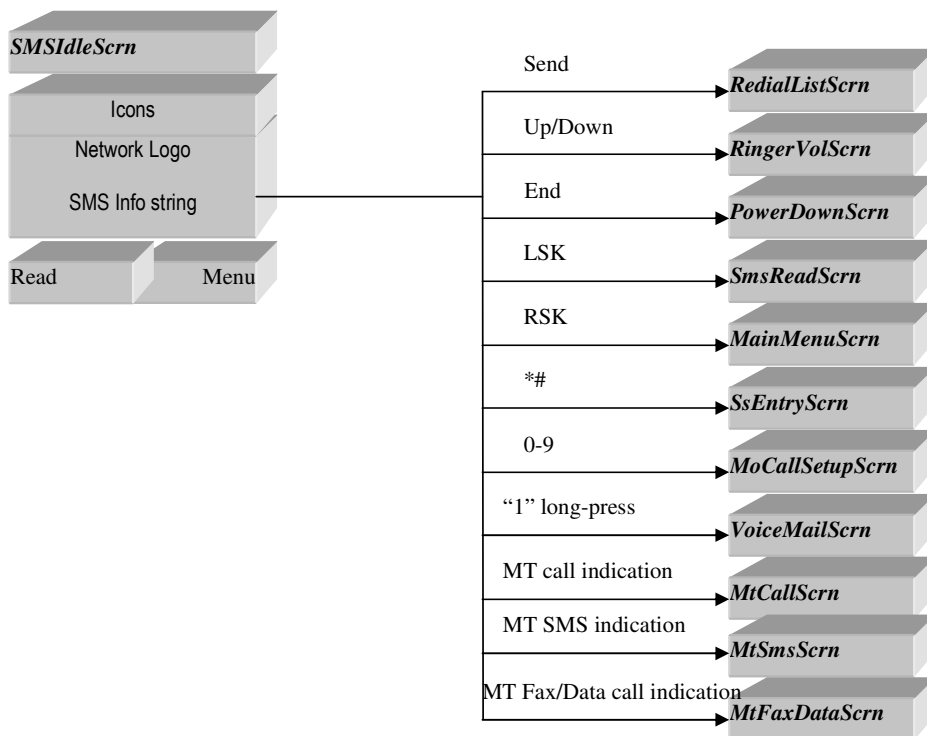 SMSIdleScrn
Icons
Network Logo
SMS Info string
Read Menu
Send
RedialListScrn
Up/Down
RingerVolScrn
End
PowerDownScrn
LSK
SmsReadScrn
RSK
MainMenuScrn
*#
SsEntryScrn
0-9
MoCallSetupScrn
“1” long-press
VoiceMailScrn
MT call indication
MtCallScrn
MT SMS indication
MtSmsScrn
MT Fax/Data call indication
MtFaxDataScrn